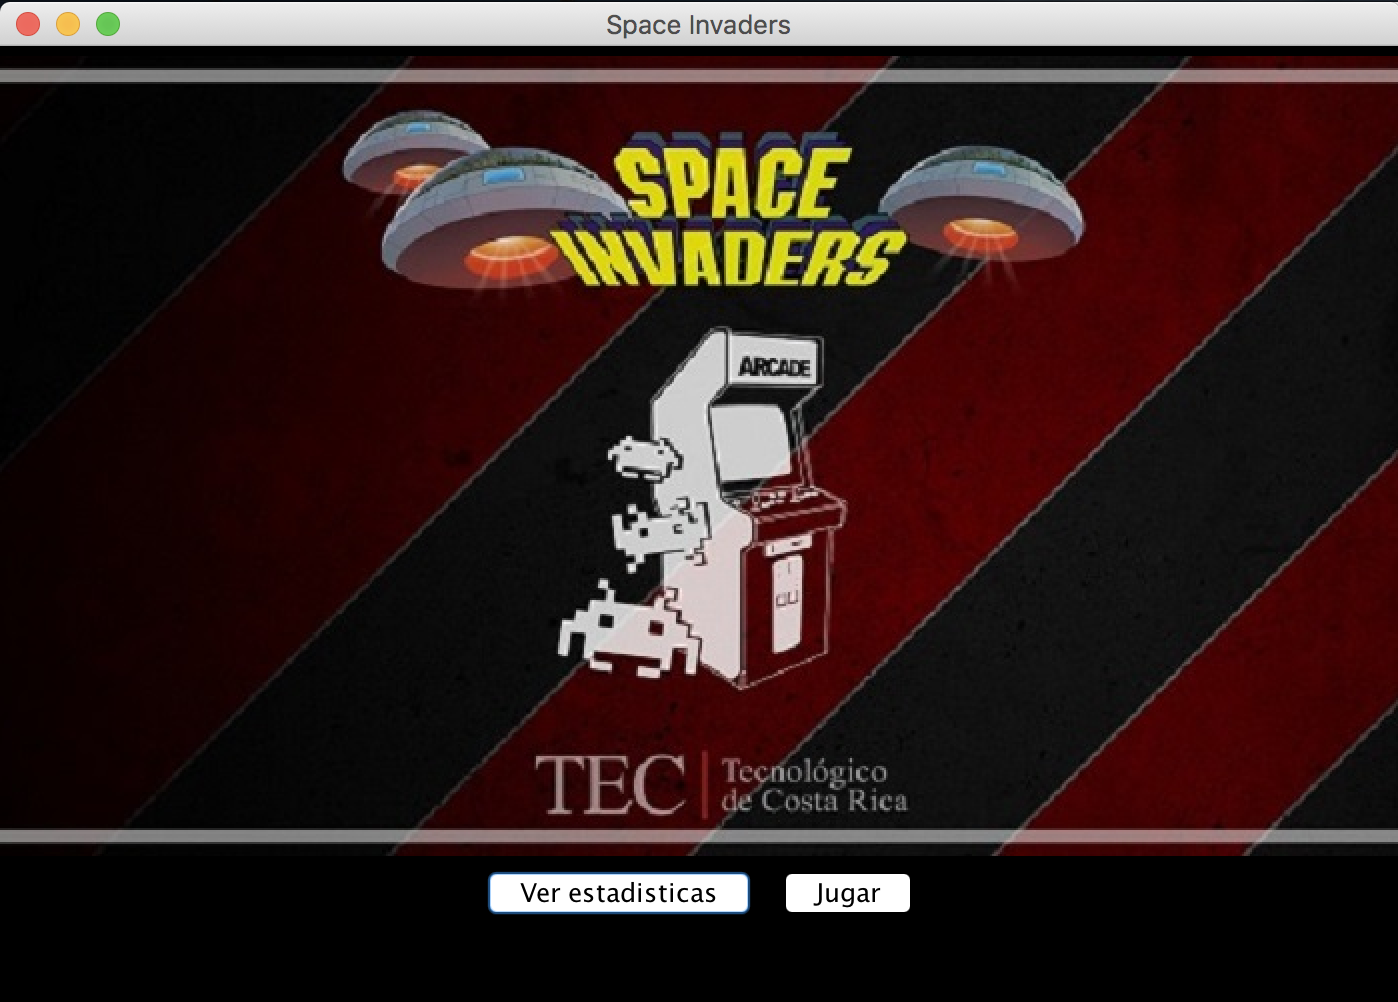 Space Invaders
SPACE
INVADERS
ARCADE
TEC
Tecnológico
de Costa Rica
Ver estadisticas
Jugar